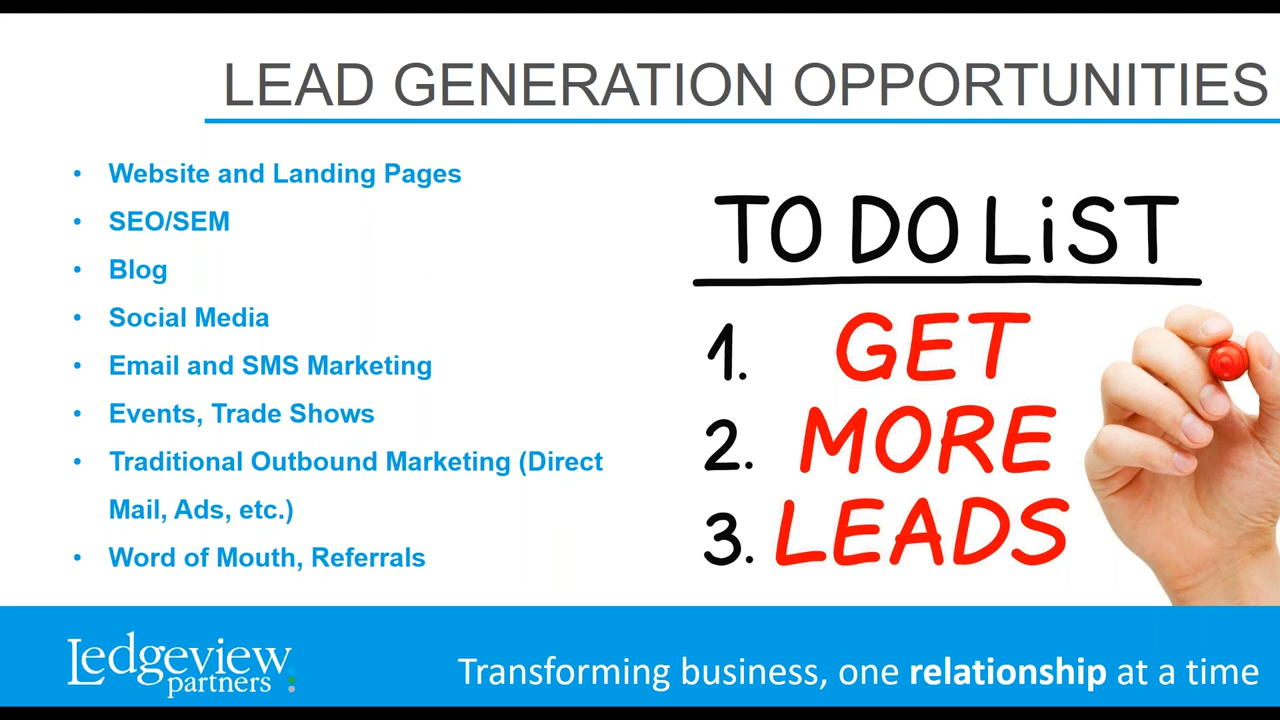 LEAD GENERATION OPPORTUNITIES
• Website and Landing Pages
• SEO/SEM
• Blog
• Social Media
• Email and SMS Marketing
• Events, Trade Shows
• Traditional Outbound Marketing (Direct
Mail, Ads, etc.)
• Word of Mouth, Referrals
TO DO LiST
1. GET
2. MORE
3. LEADS
Ledgeview
partners
Transforming business, one relationship at a time